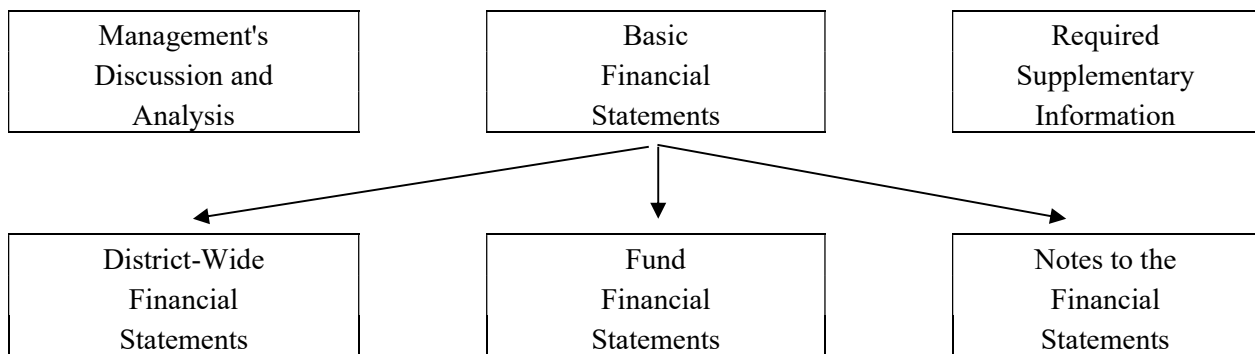 Management's
Discussion and
Analysis
Basic
Financial
Statements
Required
Supplementary
Information
District-Wide
Financial
Statements
Fund
Financial
Statements
Notes to the
Financial
Statements